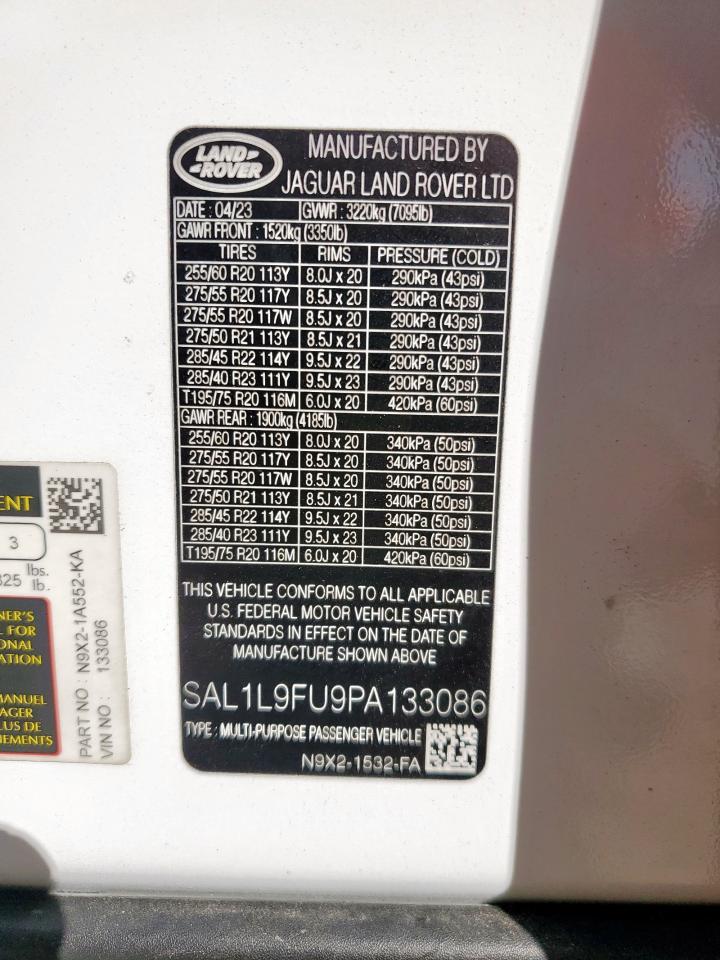 LAND ROVER
MANUFACTURED BY
JAGUAR LAND ROVER LTD
DATE : 04/23 GVWR : 3220kg (7095lb)
GAWR FRONT : 1520kg (3350lb)
TIRES RIMS PRESSURE (COLD)
255/60 R20 113Y 8.0J x 20 290kPa (43psi)
275/55 R20 117Y 8.5J x 20 290kPa (43psi)
275/55 R20 117W 8.5J x 20 290kPa (43psi)
275/50 R21 113Y 8.5J x 21 290kPa (43psi)
285/45 R22 114Y 9.5J x 22 290kPa (43psi)
285/40 R23 111Y 9.5J x 23 290kPa (43psi)
T195/75 R20 116M 6.0J x 20 420kPa (60psi)
GAWR REAR : 1900kg (4185lb)
255/60 R20 113Y 8.0J x 20 340kPa (50psi)
275/55 R20 117Y 8.5J x 20 340kPa (50psi)
275/55 R20 117W 8.5J x 20 340kPa (50psi)
275/50 R21 113Y 8.5J x 21 340kPa (50psi)
285/45 R22 114Y 9.5J x 22 340kPa (50psi)
285/40 R23 111Y 9.5J x 23 340kPa (50psi)
T195/75 R20 116M 6.0J x 20 420kPa (60psi)
THIS VEHICLE CONFORMS TO ALL APPLICABLE
U.S. FEDERAL MOTOR VEHICLE SAFETY
STANDARDS IN EFFECT ON THE DATE OF
MANUFACTURE SHOWN ABOVE
SAL1L9FU9PA133086
TYPE : MULTI-PURPOSE PASSENGER VEHICLE
N9X2-1532-FA
ENT
3
lbs.
325 lb.
NER'S
L FOR
ONAL
ATION
MANUEL
AGER
LUS DE
NEMENTS
PART NO : N9X2-1A552-KA
VIN NO : 133086